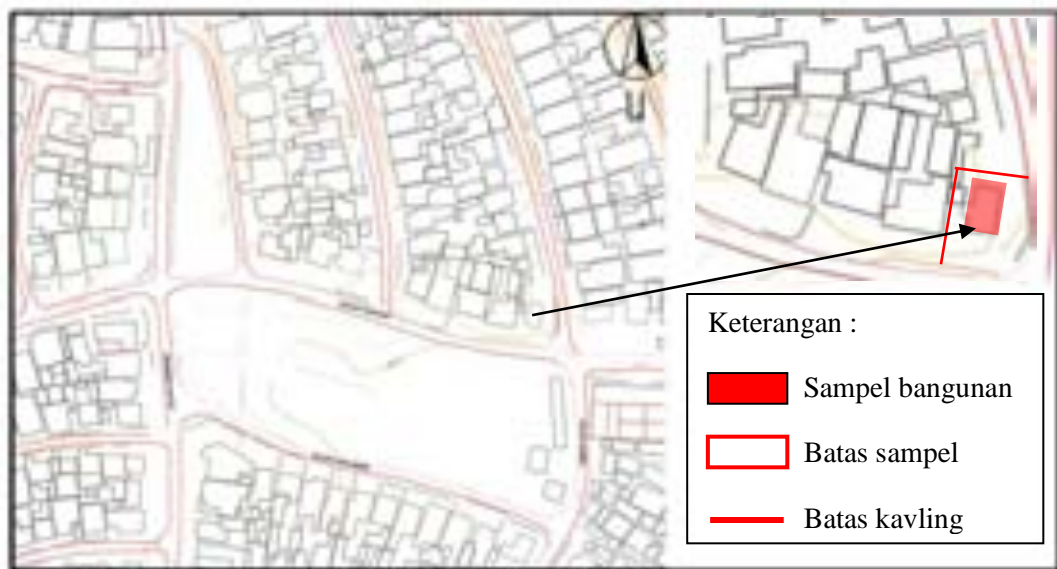 U
Keterangan :
Sampel bangunan
Batas sampel
Batas kavling